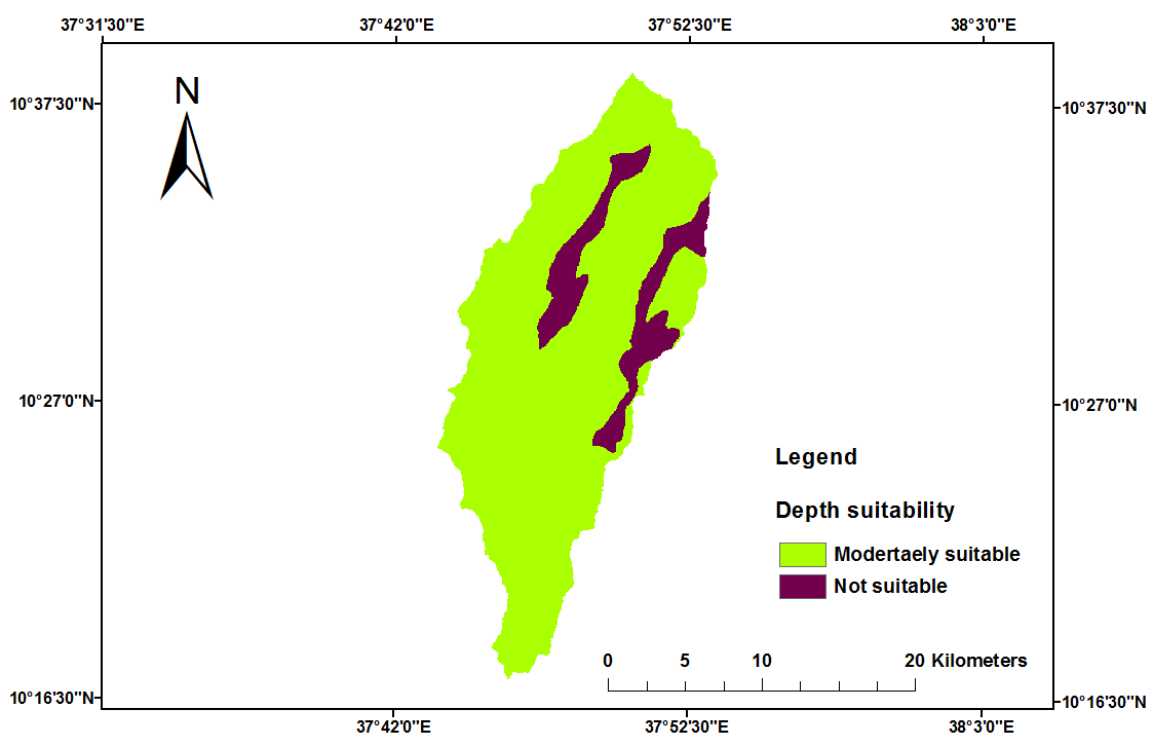 37°31'30"E 37°42'0"E 37°52'30"E 38°3'0"E
N
10°37'30"N 10°37'30"N
10°27'0"N 10°27'0"N
Legend
Depth suitability
Modertaely suitable
Not suitable
0 5 10 20 Kilometers
10°16'30"N 10°16'30"N
37°42'0"E 37°52'30"E 38°3'0"E